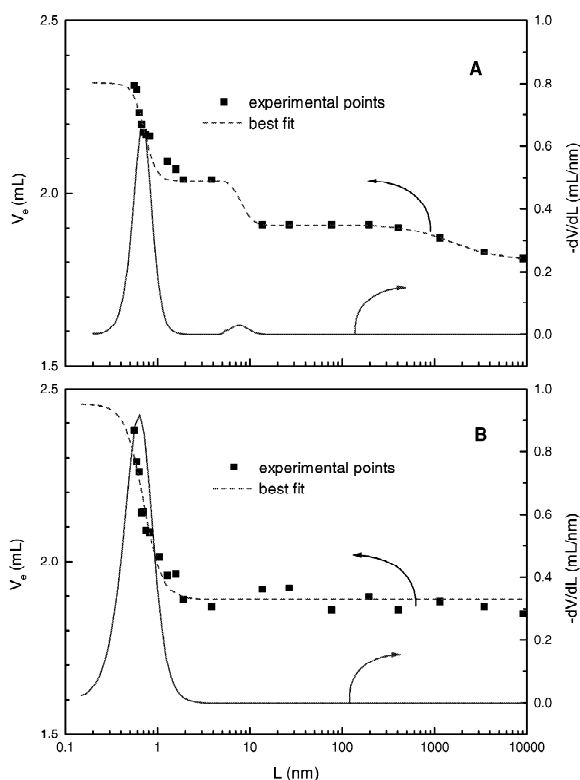 2.5
1.0
A
0.8
experimental points
best fit
0.6
Ve (mL)
2.0
-dV/dL (mL/nm)
0.4
0.2
0.0
1.5
2.5
1.0
B
0.8
experimental points
best fit
0.6
Ve (mL)
2.0
-dV/dL (mL/nm)
0.4
0.2
0.0
1.5
0.1
1
10
100
1000
10000
L (nm)